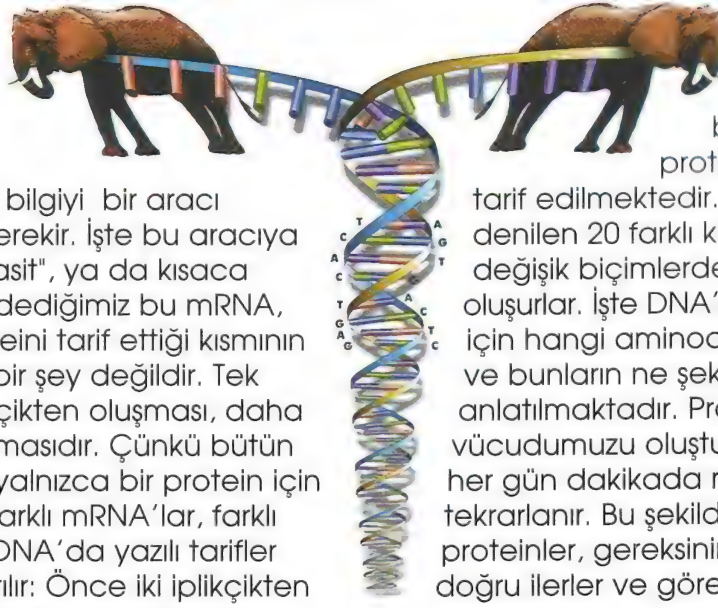 bilgiyi bir aracı
erekir. İşte bu aracıya
asit", ya da kısaca
dediğimiz bu mRNA,
eini tarif ettiği kısmının
bir şey değildir. Tek
çikten oluşması, daha
masıdır. Çünkü bütün
yalnızca bir protein için
arklı mRNA'lar, farklı
DNA'da yazılı tarifler
ılır: Önce iki iplikçikten
T
C
A
C
T
G
A
G
A
G
T
G
A
C
T
C
prot
tarif edilmektedir.
denilen 20 farklı k
değişik biçimlerde
oluşurlar. İşte DNA'
için hangi aminoa
ve bunların ne şek
anlatılmaktadır. Pro
vücudumuzu oluştu
her gün dakikada
tekrarlanır. Bu şekild
proteinler, gereksinin
doğru ilerler ve göre